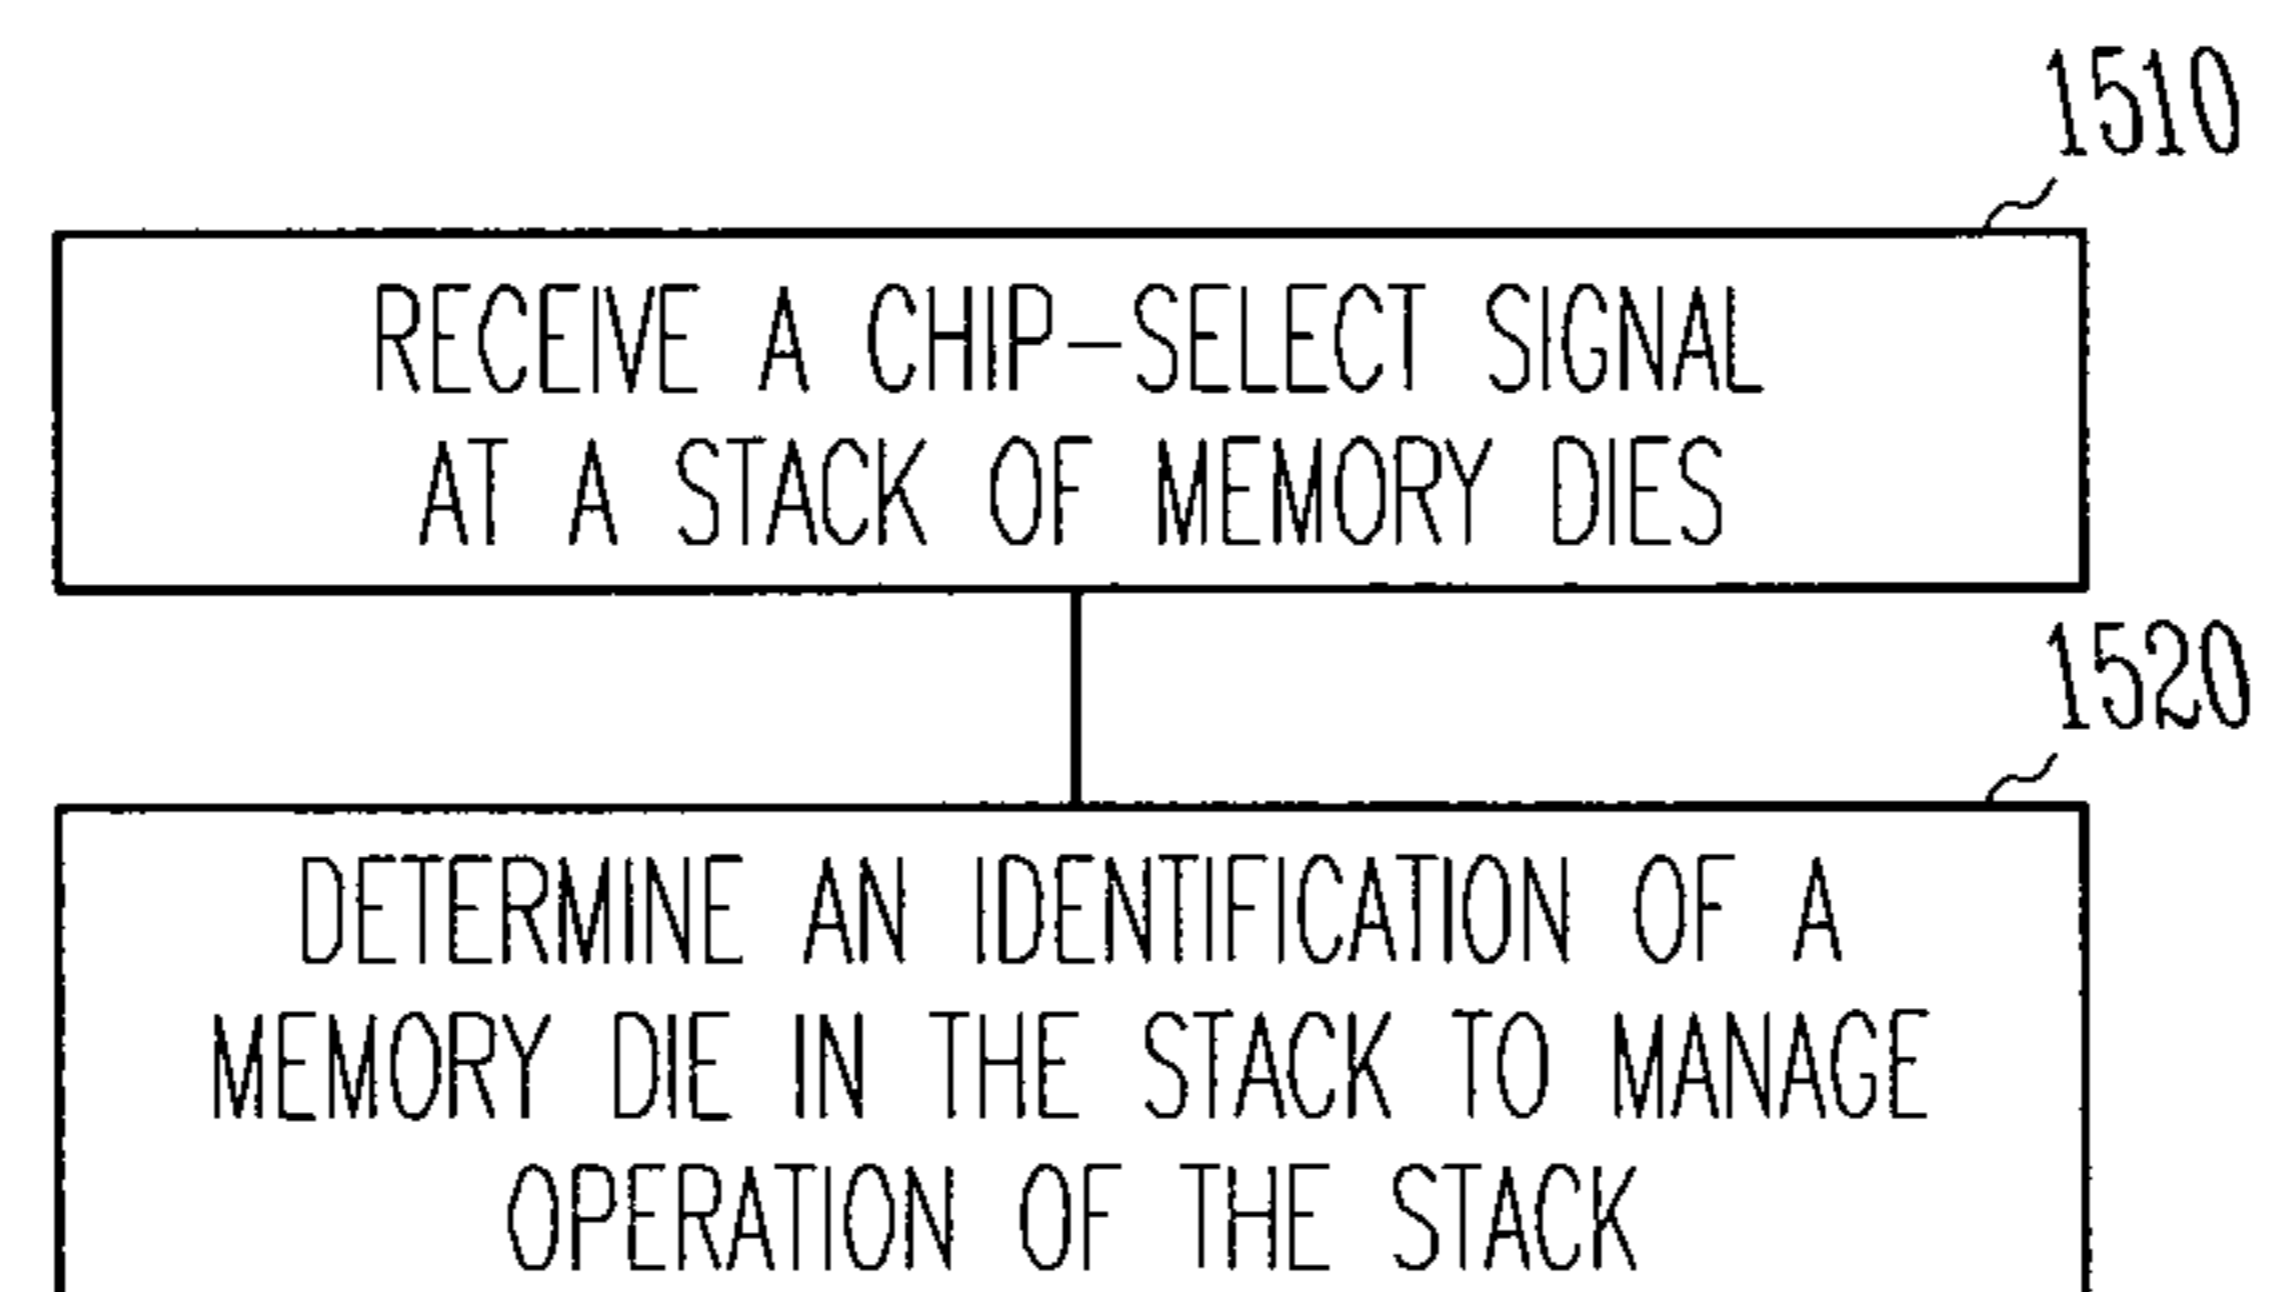 1510
RECEIVE A CHIP-SELECT SIGNAL
AT A STACK OF MEMORY DIES
1520
DETERMINE AN IDENTIFICATION OF A
MEMORY DIE IN THE STACK TO MANAGE
OPERATION OF THE STACK